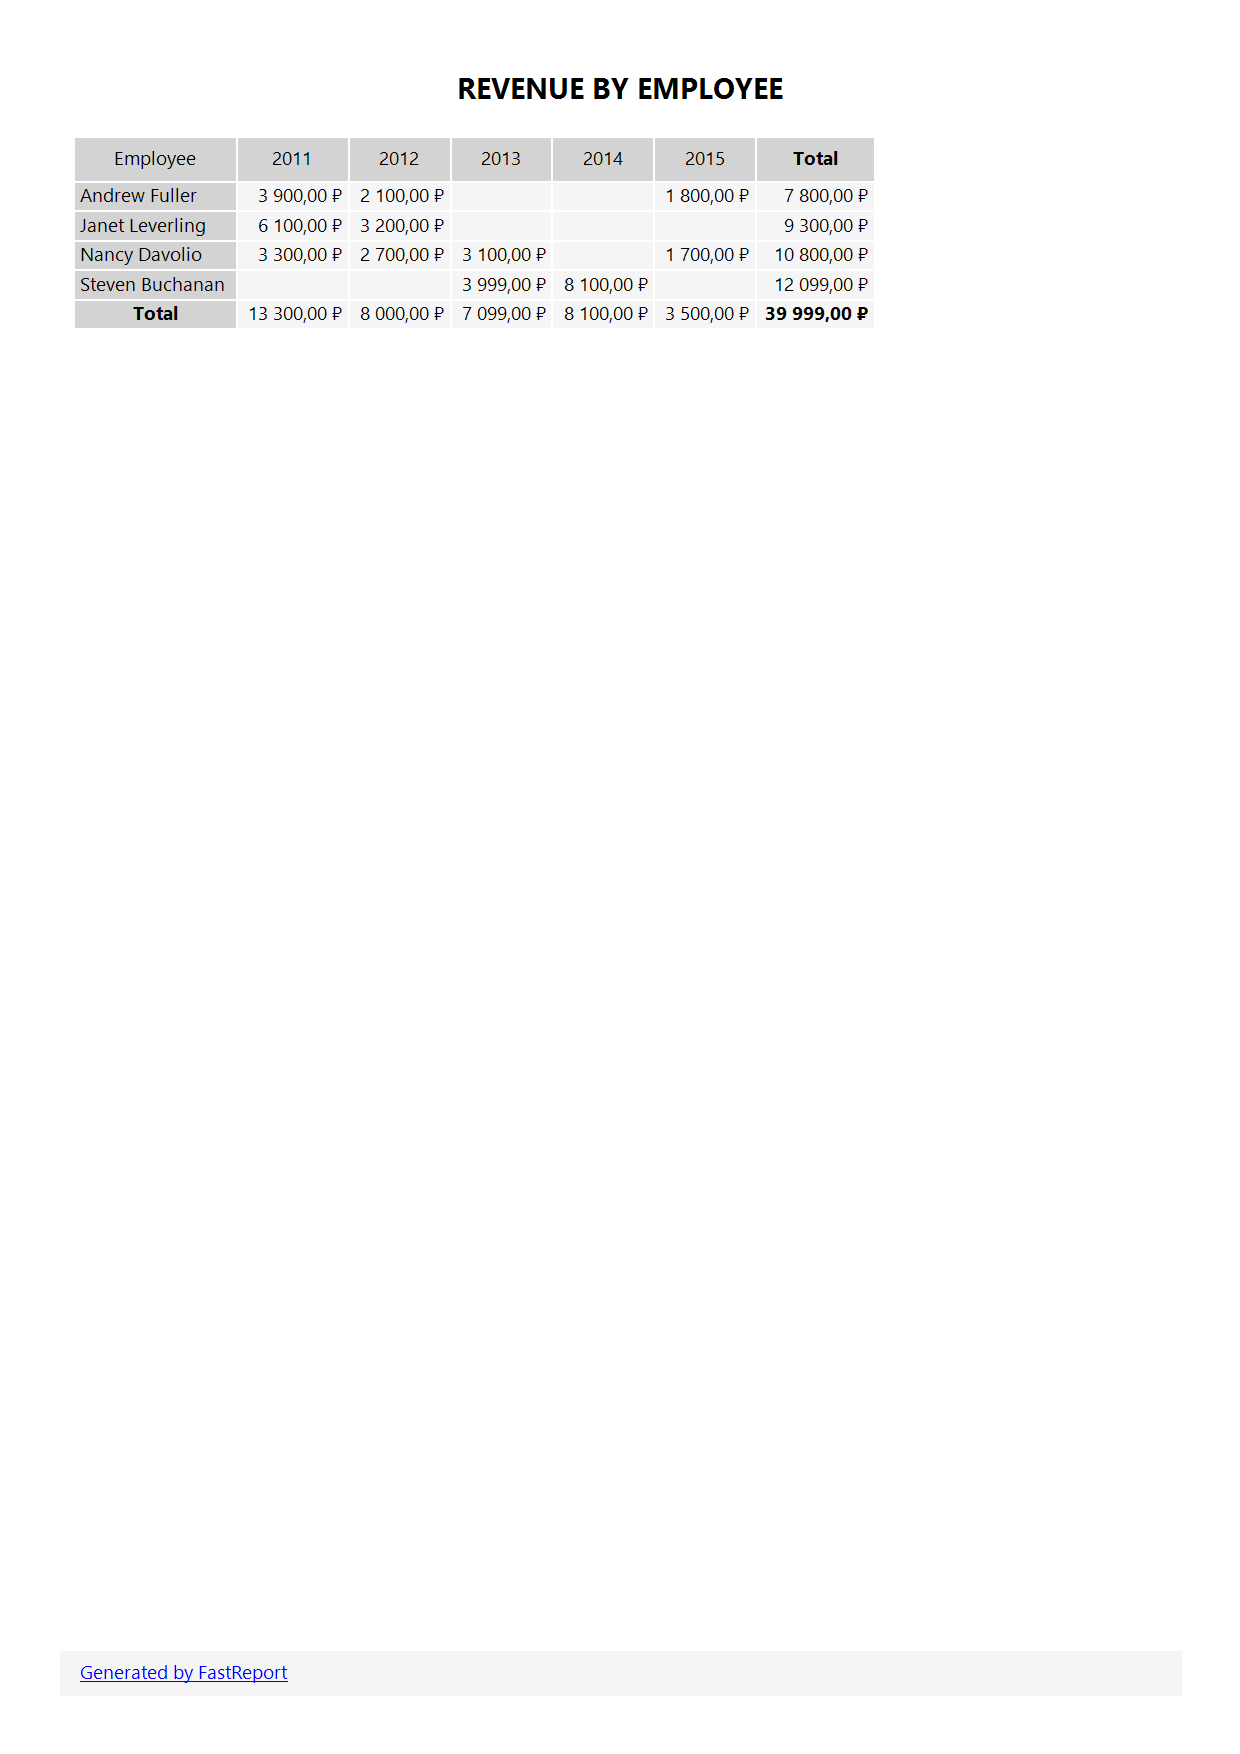 REVENUE BY EMPLOYEE
Employee 2011 2012 2013 2014 2015 Total
Andrew Fuller 3 900,00 ₽ 2 100,00 ₽ 1 800,00 ₽ 7 800,00 ₽
Janet Leverling 6 100,00 ₽ 3 200,00 ₽ 9 300,00 ₽
Nancy Davolio 3 300,00 ₽ 2 700,00 ₽ 3 100,00 ₽ 1 700,00 ₽ 10 800,00 ₽
Steven Buchanan 3 999,00 ₽ 8 100,00 ₽ 12 099,00 ₽
Total 13 300,00 ₽ 8 000,00 ₽ 7 099,00 ₽ 8 100,00 ₽ 3 500,00 ₽ 39 999,00 ₽
Generated by FastReport